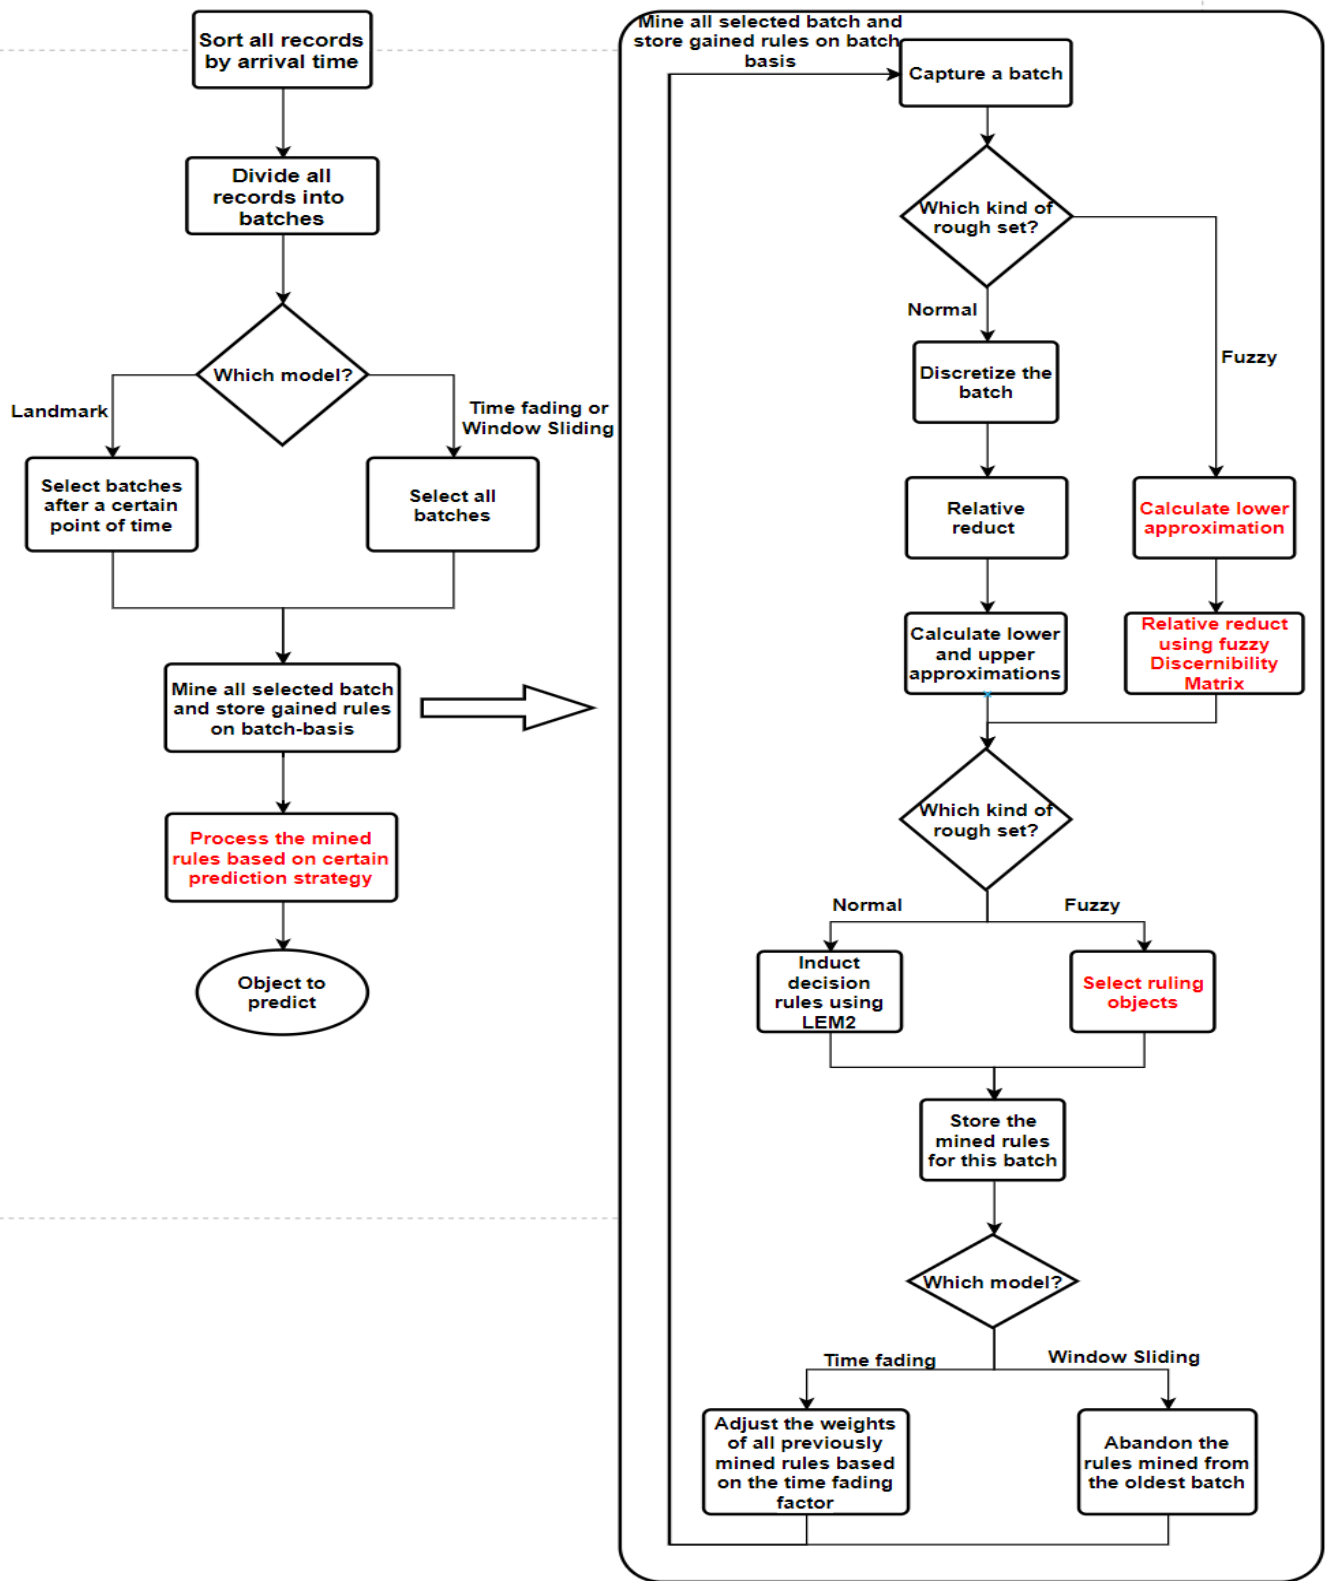 Sort all records
by arrival time
Divide all
records into
batches
Which model?
Landmark
Time fading or
Window Sliding
Select batches
after a certain
point of time
Select all
batches
Mine all selected batch
and store gained rules
on batch-basis
Process the mined
rules based on certain
prediction strategy
Object to
predict
Mine all selected batch and
store gained rules on batch
basis
Capture a batch
Which kind of
rough set?
Normal
Fuzzy
Discretize the
batch
Relative
reduct
Calculate lower
approximation
Calculate lower
and upper
approximations
Relative reduct
using fuzzy
Discernibility
Matrix
Which kind of
rough set?
Normal
Fuzzy
Induct
decision
rules using
LEM2
Select ruling
objects
Store the
mined rules
for this batch
Which model?
Time fading
Window Sliding
Adjust the weights
of all previously
mined rules based
on the time fading
factor
Abandon the
rules mined from
the oldest batch